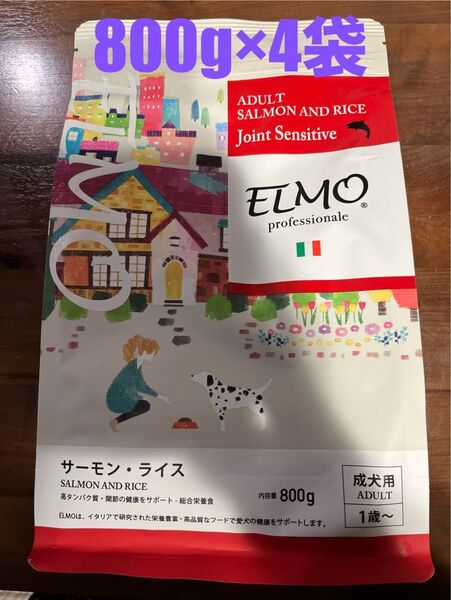 800g×4袋
ADULT
SALMON AND RICE
Joint Sensitive
ELMO
ELMO®
professionale
サーモン・ライス
SALMON AND RICE
高タンパク質・関節の健康をサポート - 総合栄養食
内容量 800g
成犬用
ADULT
1歳～
ELMOは、イタリアで研究された栄養豊富・高品質なフードで愛犬の健康をサポートします。